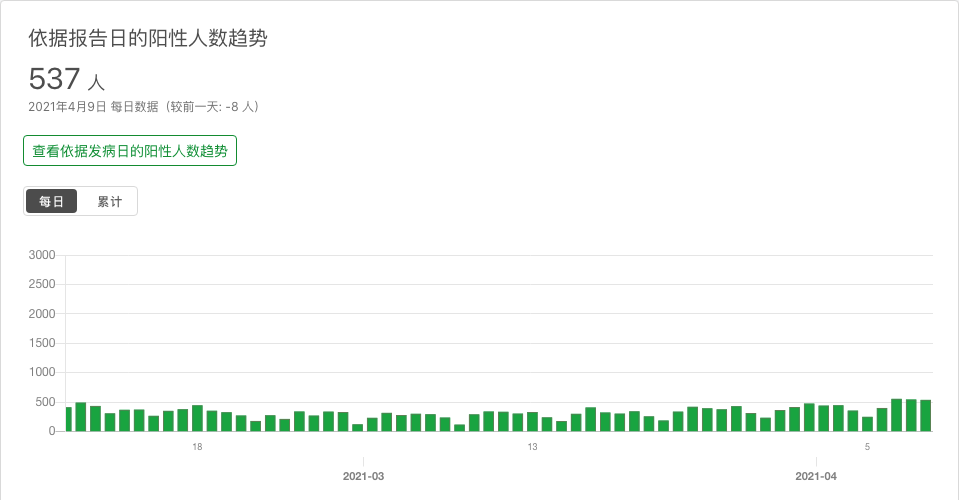 依据报告日的阳性人数趋势
537 人
2021年4月9日 每日数据（较前一天: -8 人）
查看依据发病日的阳性人数趋势
每日 累计
3000
2500
2000
1500
1000
500
0
18 13 5
2021-03 2021-04